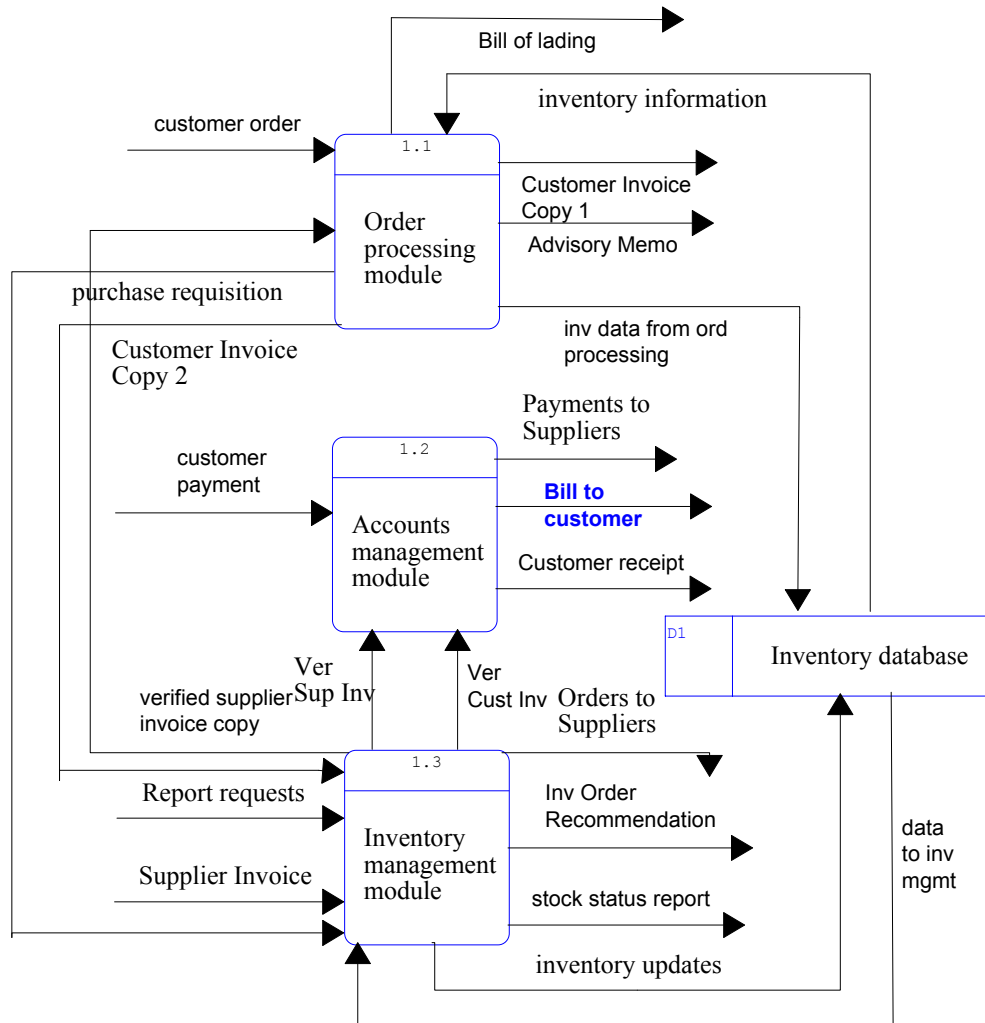 Bill of lading
inventory information
customer order
1.1
Order
processing
module
Customer Invoice
Copy 1
Advisory Memo
purchase requisition
inv data from ord
processing
Customer Invoice
Copy 2
Payments to
Suppliers
1.2
customer
payment
Bill to
customer
Accounts
management
module
Customer receipt
D1
Inventory database
Ver
Sup Inv
Ver
Cust Inv
verified supplier
invoice copy
Orders to
Suppliers
1.3
Report requests
Inv Order
Recommendation
Inventory
management
module
data
to inv
mgmt
Supplier Invoice
stock status report
inventory updates